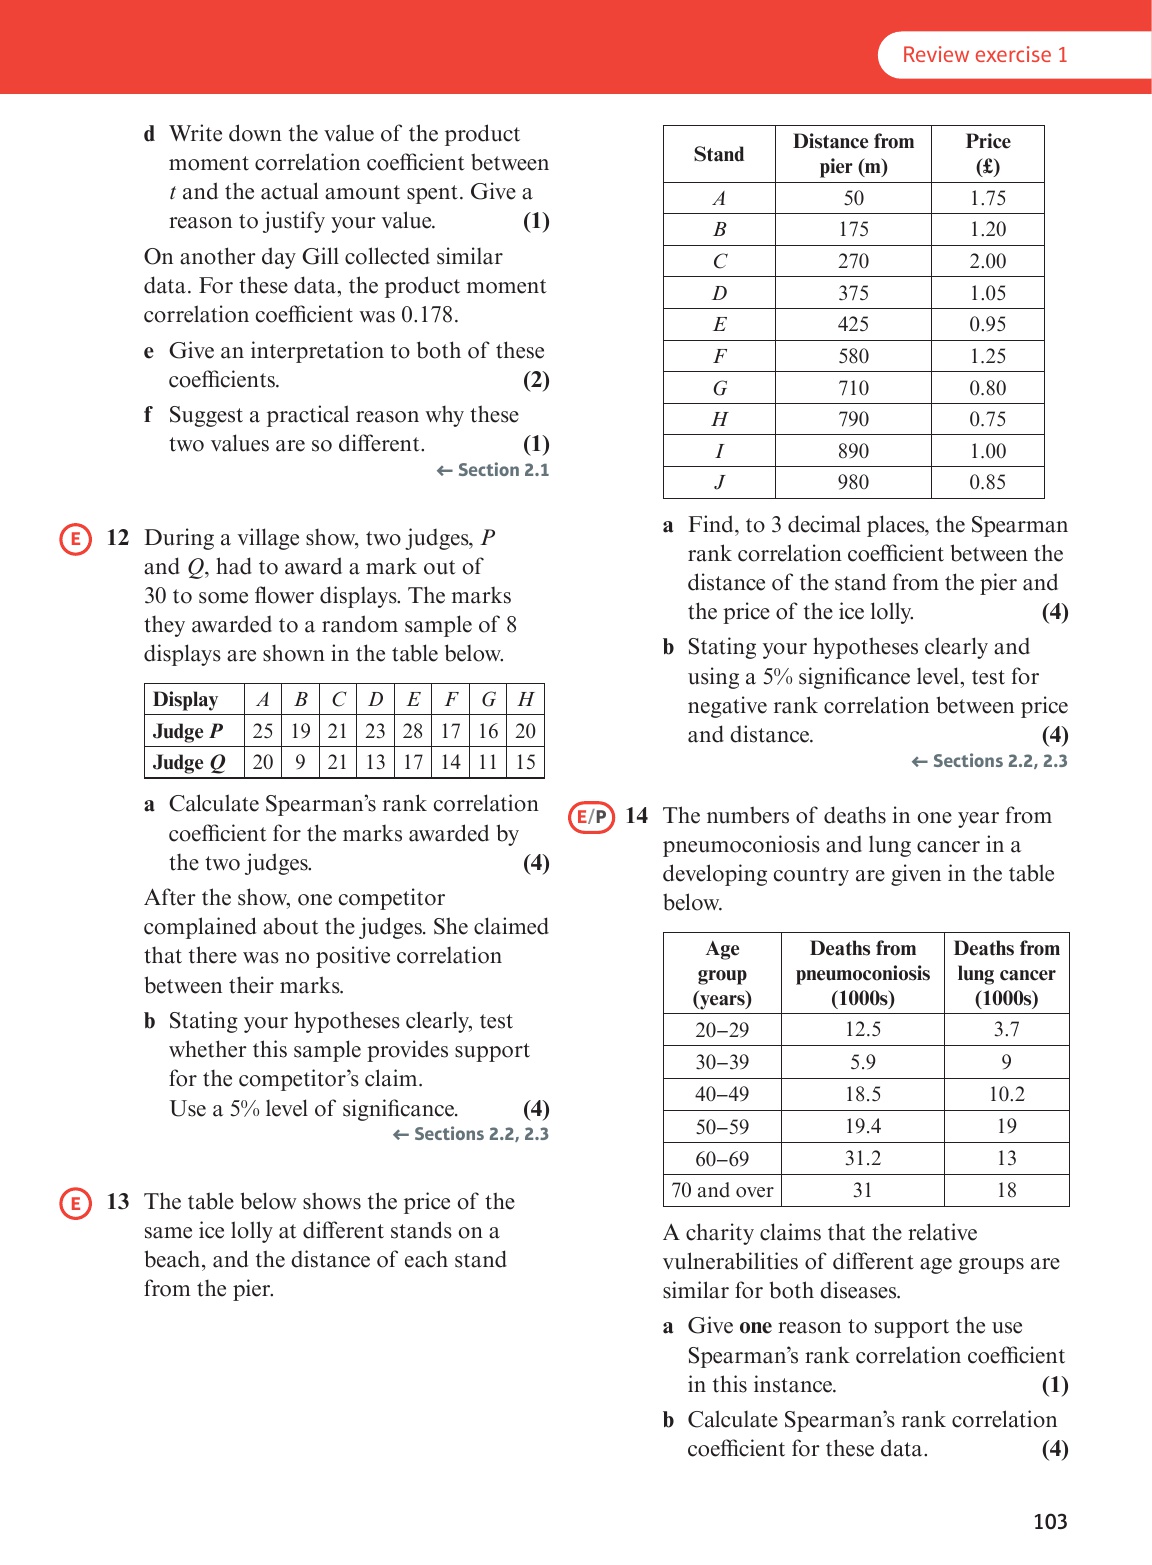 Review exercise 1
d Write down the value of the product
moment correlation coefficient between
t and the actual amount spent. Give a
reason to justify your value. (1)
On another day Gill collected similar
data. For these data, the product moment
correlation coefficient was 0.178.
e Give an interpretation to both of these
coefficients. (2)
f Suggest a practical reason why these
two values are so different. (1)
← Section 2.1
E 12 During a village show, two judges, P
and Q, had to award a mark out of
30 to some flower displays. The marks
they awarded to a random sample of 8
displays are shown in the table below.
Display A B C D E F G H
Judge P 25 19 21 23 28 17 16 20
Judge Q 20 9 21 13 17 14 11 15
a Calculate Spearman's rank correlation
coefficient for the marks awarded by
the two judges. (4)
After the show, one competitor
complained about the judges. She claimed
that there was no positive correlation
between their marks.
b Stating your hypotheses clearly, test
whether this sample provides support
for the competitor's claim.
Use a 5% level of significance. (4)
← Sections 2.2, 2.3
E 13 The table below shows the price of the
same ice lolly at different stands on a
beach, and the distance of each stand
from the pier.
Stand Distance from pier (m) Price (£)
A 50 1.75
B 175 1.20
C 270 2.00
D 375 1.05
E 425 0.95
F 580 1.25
G 710 0.80
H 790 0.75
I 890 1.00
J 980 0.85
a Find, to 3 decimal places, the Spearman
rank correlation coefficient between the
distance of the stand from the pier and
the price of the ice lolly. (4)
b Stating your hypotheses clearly and
using a 5% significance level, test for
negative rank correlation between price
and distance. (4)
← Sections 2.2, 2.3
E/P 14 The numbers of deaths in one year from
pneumoconiosis and lung cancer in a
developing country are given in the table
below.
Age group (years) Deaths from pneumoconiosis (1000s) Deaths from lung cancer (1000s)
20–29 12.5 3.7
30–39 5.9 9
40–49 18.5 10.2
50–59 19.4 19
60–69 31.2 13
70 and over 31 18
A charity claims that the relative
vulnerabilities of different age groups are
similar for both diseases.
a Give one reason to support the use
Spearman's rank correlation coefficient
in this instance. (1)
b Calculate Spearman's rank correlation
coefficient for these data. (4)
103